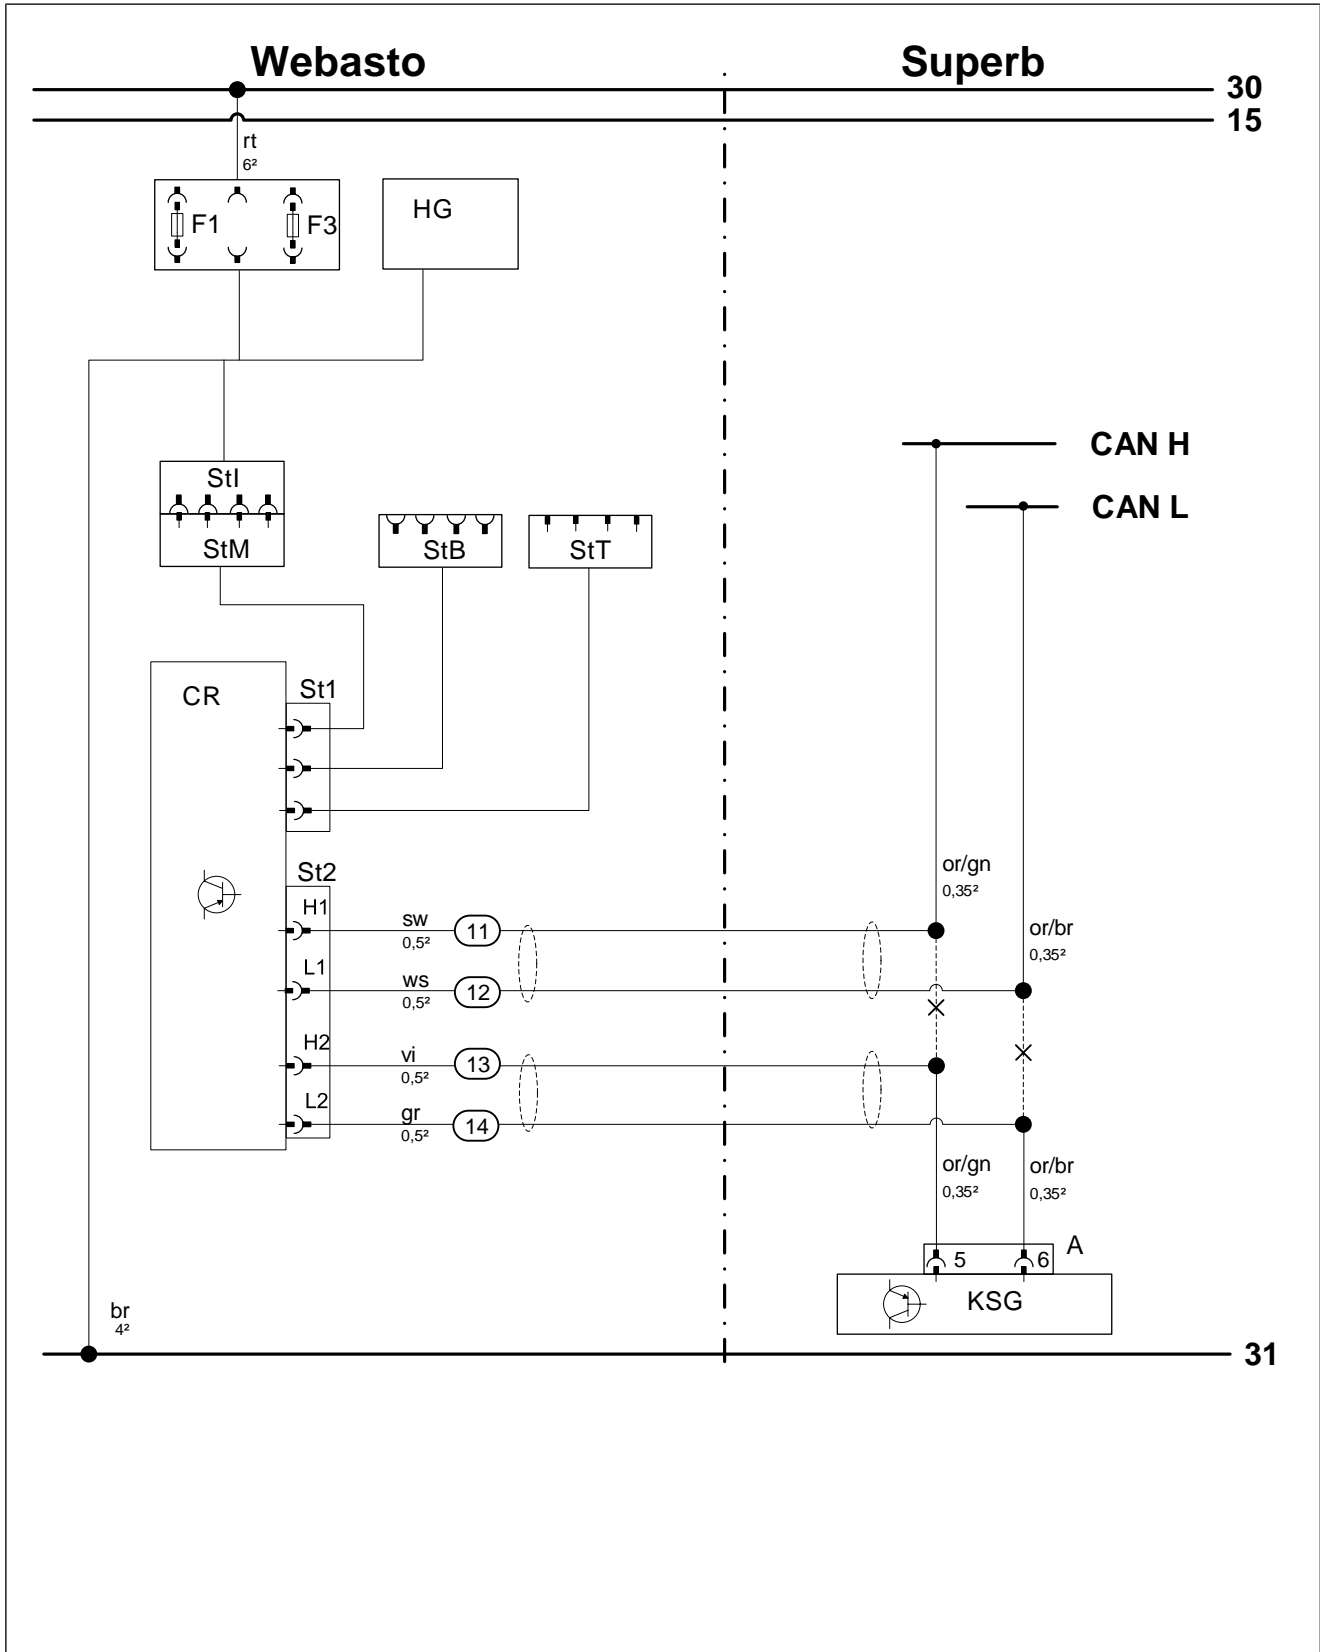 Webasto
Superb
30
15
rt
6²
F1
F3
HG
CAN H
StI
CAN L
StM
StB
StT
CR
St1
or/gn
0,35²
St2
H1
sw
0,5²
11
or/br
0,35²
L1
ws
0,5²
12
H2
vi
0,5²
13
L2
gr
0,5²
14
or/gn
0,35²
or/br
0,35²
A
5
6
KSG
br
4²
31